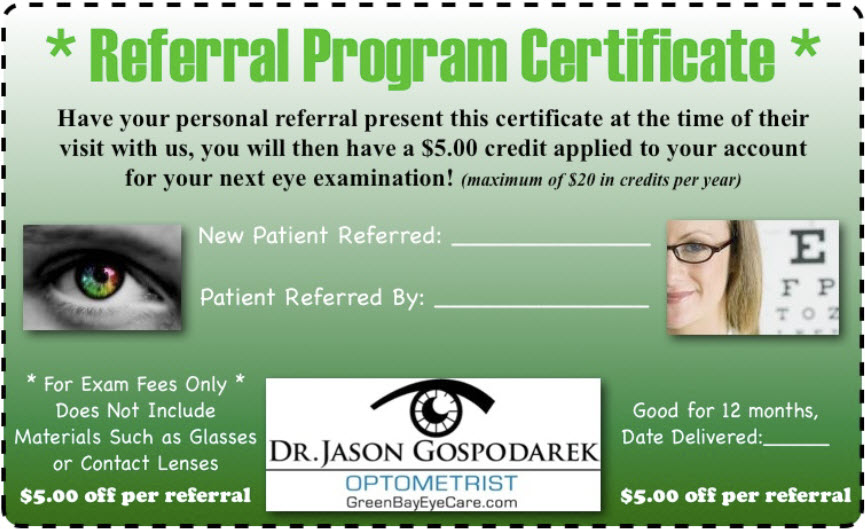 * Referral Program Certificate *
Have your personal referral present this certificate at the time of their
visit with us, you will then have a $5.00 credit applied to your account
for your next eye examination! (maximum of $20 in credits per year)
New Patient Referred: _______________
Patient Referred By: ________________
E
F P
T O Z
* For Exam Fees Only *
Does Not Include
Materials Such as Glasses
or Contact Lenses
$5.00 off per referral
DR. JASON GOSPODAREK
OPTOMETRIST
GreenBayEyeCare.com
Good for 12 months,
Date Delivered:______
$5.00 off per referral